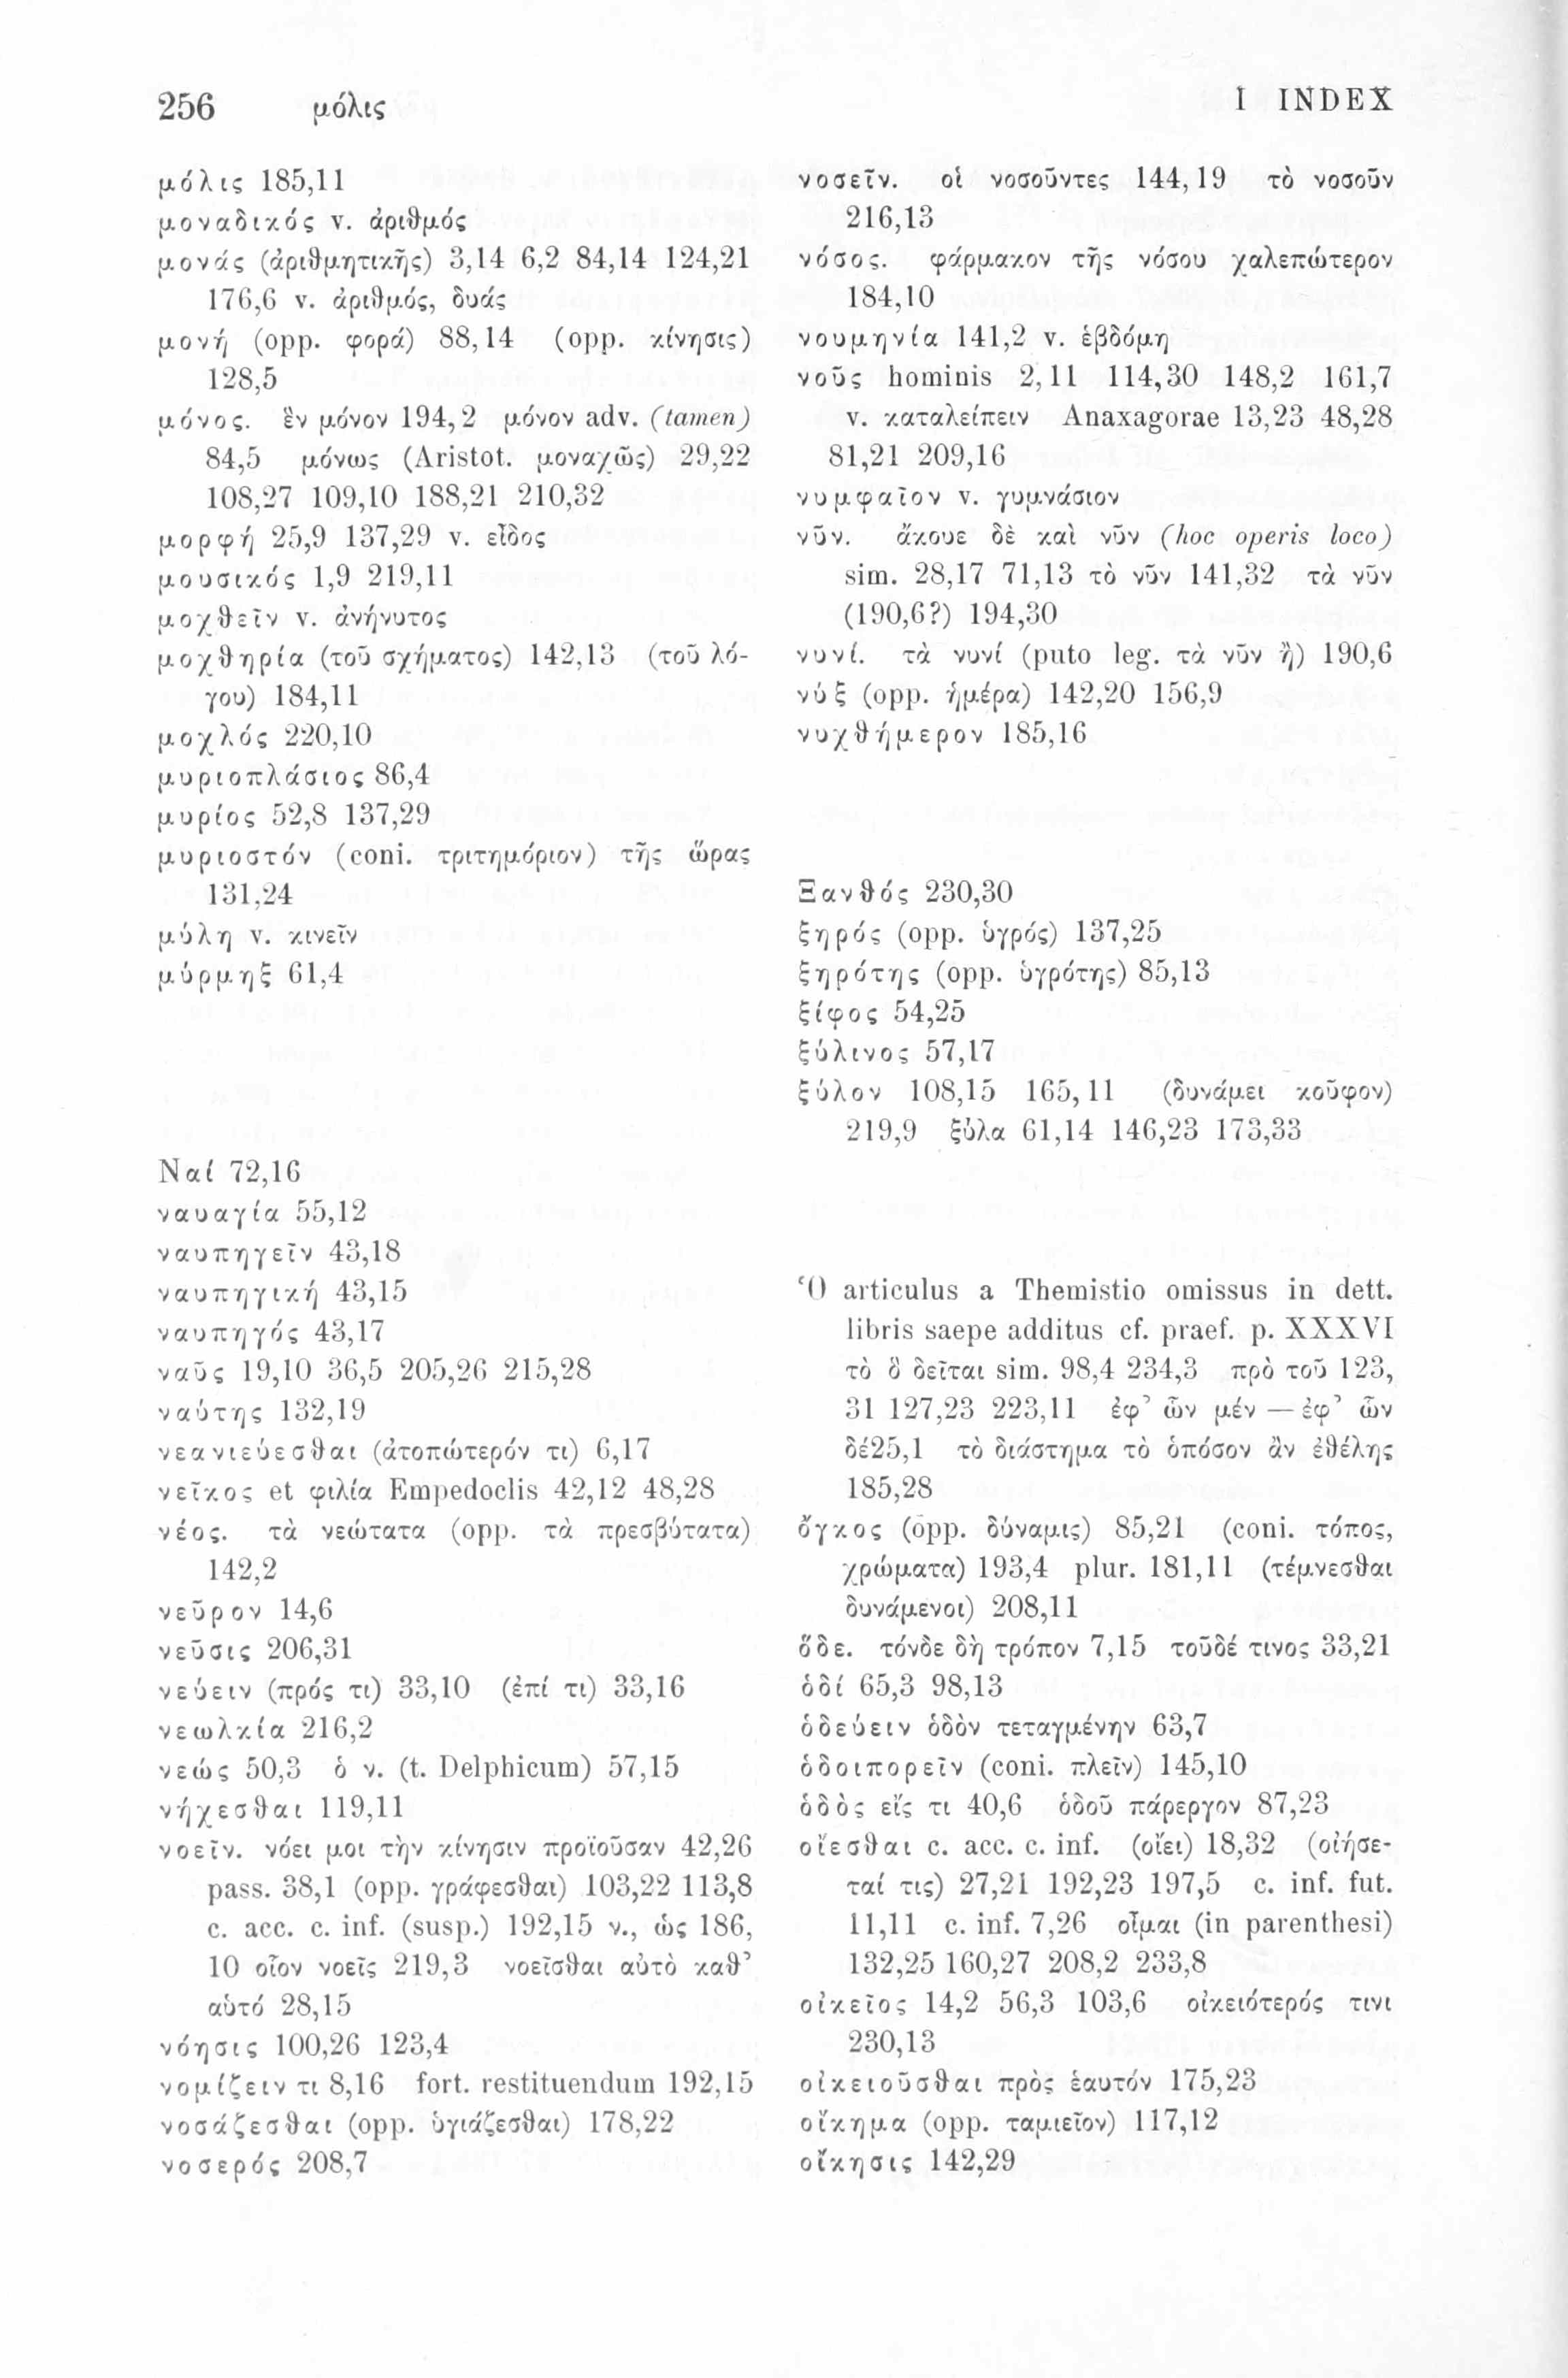 256 μόλις I INDEX
μόλις 185,11
μοναδικός v. ἀριθμός
μονάς (ἀριθμητικῆς) 3,14 6,2 84,14 124,21
176,6 v. ἀριθμός, δυάς
μονή (opp. φορά) 88,14 (opp. κίνησις)
128,5
μόνος. ἓν μόνον 194,2 μόνον adv. (tamen)
84,5 μόνως (Aristot. μοναχῶς) 29,22
108,27 109,10 188,21 210,32
μορφή 25,9 137,29 v. εἶδος
μουσικός 1,9 219,11
μοχθεῖν v. ἀνήνυτος
μοχθηρία (τοῦ σχήματος) 142,13 (τοῦ λό-
γου) 184,11
μοχλός 220,10
μυριοπλάσιος 86,4
μυρίος 52,8 137,29
μυριοστόν (coni. τριτημόριον) τῆς ὥρας
131,24
μύλη v. κινεῖν
μύρμηξ 61,4
Ναί 72,16
ναυαγία 55,12
ναυπηγεῖν 43,18
ναυπηγική 43,15
ναυπηγός 43,17
ναῦς 19,10 36,5 205,26 215,28
ναύτης 132,19
νεανιεύεσθαι (ἀτοπώτερόν τι) 6,17
νεῖκος et φιλία Empedoclis 42,12 48,28
νέος. τὰ νεώτατα (opp. τὰ πρεσβύτατα)
142,2
νεῦρον 14,6
νεῦσις 206,31
νεύειν (πρός τι) 33,10 (ἐπί τι) 33,16
νεωλκία 216,2
νεώς 50,3 ὁ ν. (t. Delphicum) 57,15
νήχεσθαι 119,11
νοεῖν. νόει μοι τὴν κίνησιν προϊοῦσαν 42,26
pass. 38,1 (opp. γράφεσθαι) 103,22 113,8
c. acc. c. inf. (susp.) 192,15 ν., ὡς 186,
10 οἷον νοεῖς 219,3 νοεῖσθαι αὐτὸ καθ’
αὑτό 28,15
νόησις 100,26 123,4
νομίζειν τι 8,16 fort. restituendum 192,15
νοσάζεσθαι (opp. ὑγιάζεσθαι) 178,22
νοσερός 208,7
νοσεῖν. οἱ νοσοῦντες 144,19 τὸ νοσοῦν
216,13
νόσος. φάρμακον τῆς νόσου χαλεπώτερον
184,10
νουμηνία 141,2 v. ἑβδόμη
νοῦς hominis 2,11 114,30 148,2 161,7
v. καταλείπειν Anaxagorae 13,23 48,28
81,21 209,16
νυμφαῖον v. γυμνάσιον
νῦν. ἄκουε δὲ καὶ νῦν (hoc operis loco)
sim. 28,17 71,13 τὸ νῦν 141,32 τὰ νῦν
(190,6?) 194,30
νυνί. τὰ νυνί (puto leg. τὰ νῦν ἢ) 190,6
νύξ (opp. ἡμέρα) 142,20 156,9
νυχθήμερον 185,16
Ξανθός 230,30
ξηρός (opp. ὑγρός) 137,25
ξηρότης (opp. ὑγρότης) 85,13
ξίφος 54,25
ξύλινος 57,17
ξύλον 108,15 165,11 (δυνάμει κοῦφον)
219,9 ξύλα 61,14 146,23 173,33
Ὁ articulus a Themistio omissus in dett.
libris saepe additus cf. praef. p. XXXVI
τὸ ὃ δεῖται sim. 98,4 234,3 πρὸ τοῦ 123,
31 127,23 223,11 ἐφ’ ὧν μέν — ἐφ’ ὧν
δέ25,1 τὸ διάστημα τὸ ὁπόσον ἂν ἐθέλῃς
185,28
ὄγκος (opp. δύναμις) 85,21 (coni. τόπος,
χρώματα) 193,4 plur. 181,11 (τέμνεσθαι
δυνάμενοι) 208,11
ὅδε. τόνδε δὴ τρόπον 7,15 τοῦδέ τινος 33,21
ὁδί 65,3 98,13
ὁδεύειν ὁδὸν τεταγμένην 63,7
ὁδοιπορεῖν (coni. πλεῖν) 145,10
ὁδὸς εἴς τι 40,6 ὁδοῦ πάρεργον 87,23
οἴεσθαι c. acc. c. inf. (οἴει) 18,32 (οἰήσε-
ταί τις) 27,21 192,23 197,5 c. inf. fut.
11,11 c. inf. 7,26 οἶμαι (in parenthesi)
132,25 160,27 208,2 233,8
οἰκεῖος 14,2 56,3 103,6 οἰκειότερός τινι
230,13
οἰκειοῦσθαι πρὸς ἑαυτόν 175,23
οἴκημα (opp. ταμιεῖον) 117,12
οἴκησις 142,29